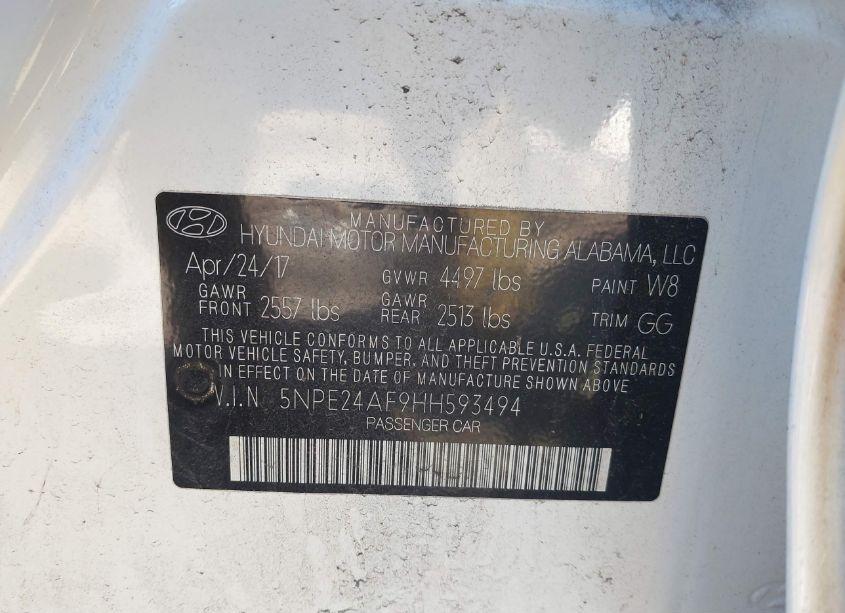 MANUFACTURED BY
HYUNDAI MOTOR MANUFACTURING ALABAMA, LLC
Apr/24/17 GVWR 4497 lbs PAINT W8
GAWR FRONT 2557 lbs GAWR REAR 2513 lbs TRIM GG
THIS VEHICLE CONFORMS TO ALL APPLICABLE U.S.A. FEDERAL
MOTOR VEHICLE SAFETY, BUMPER, AND THEFT PREVENTION STANDARDS
IN EFFECT ON THE DATE OF MANUFACTURE SHOWN ABOVE.
V.I.N 5NPE24AF9HH593494
PASSENGER CAR